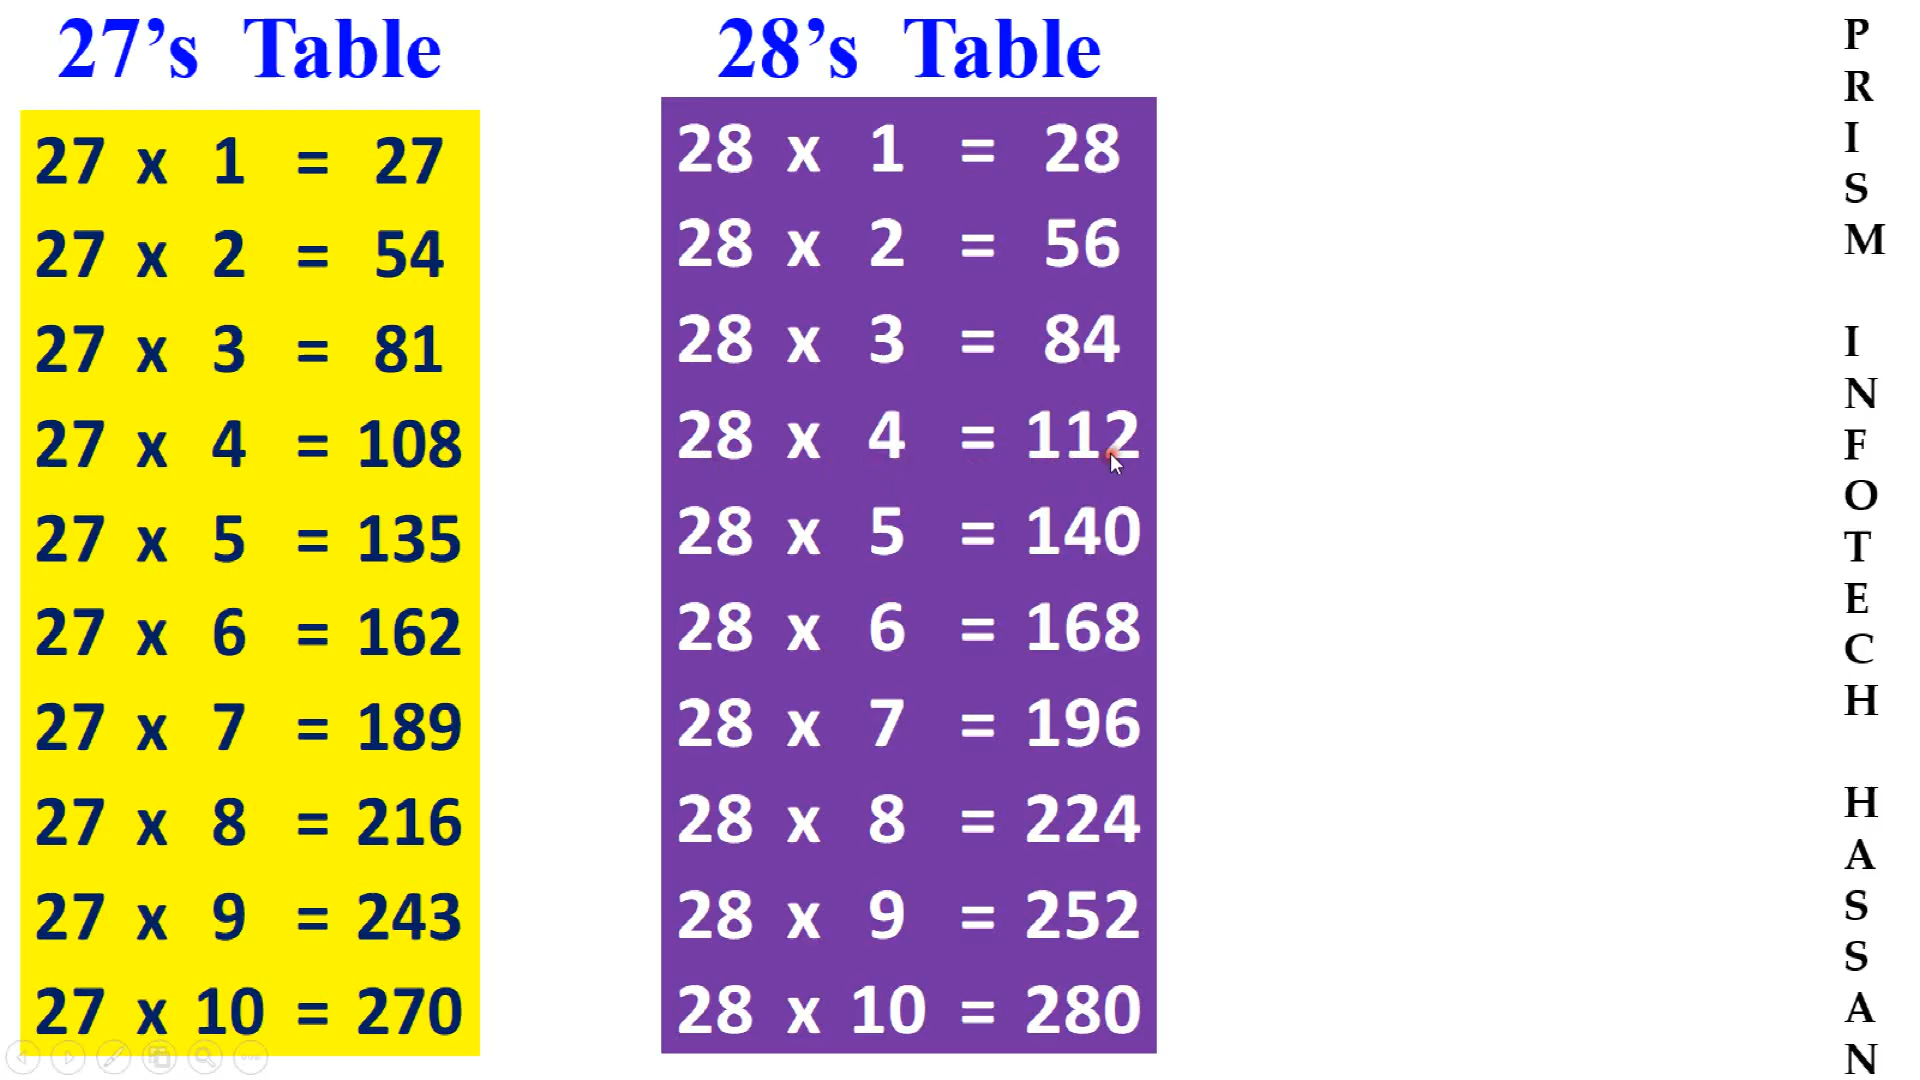 27’s Table
27 x 1 = 27
27 x 2 = 54
27 x 3 = 81
27 x 4 = 108
27 x 5 = 135
27 x 6 = 162
27 x 7 = 189
27 x 8 = 216
27 x 9 = 243
27 x 10 = 270
28’s Table
28 x 1 = 28
28 x 2 = 56
28 x 3 = 84
28 x 4 = 112
28 x 5 = 140
28 x 6 = 168
28 x 7 = 196
28 x 8 = 224
28 x 9 = 252
28 x 10 = 280
PRISM INFOTECH HASSAN